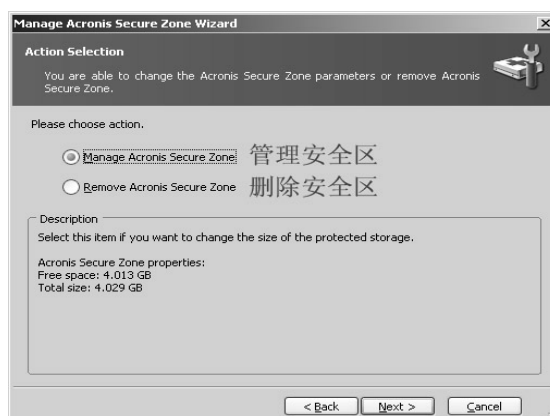 Manage Acronis Secure Zone Wizard
Action Selection
You are able to change the Acronis Secure Zone parameters or remove Acronis
Secure Zone.
Please choose action.
Manage Acronis Secure Zone 管理安全区
Remove Acronis Secure Zone 删除安全区
Description
Select this item if you want to change the size of the protected storage.
Acronis Secure Zone properties:
Free space: 4.013 GB
Total size: 4.029 GB
< Back Next > Cancel